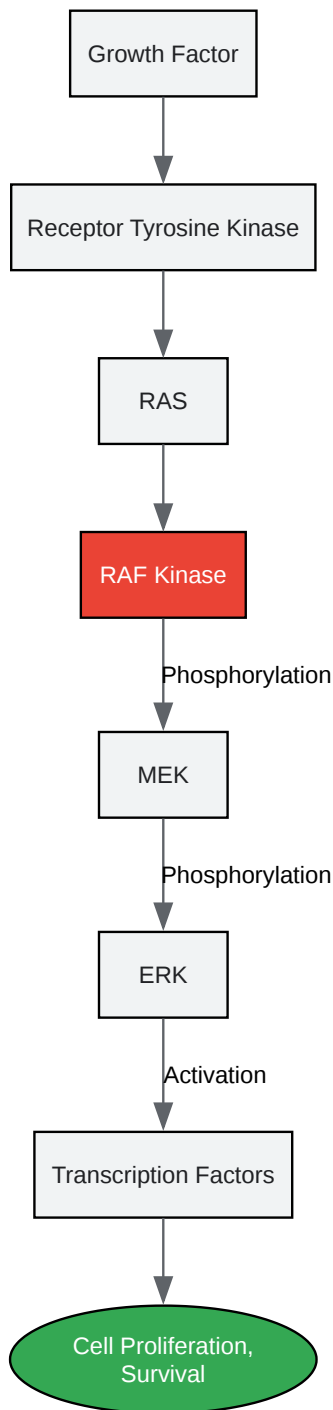 Growth Factor
Receptor Tyrosine Kinase
RAS
RAF Kinase
Phosphorylation
MEK
Phosphorylation
ERK
Activation
Transcription Factors
Cell Proliferation,
Survival